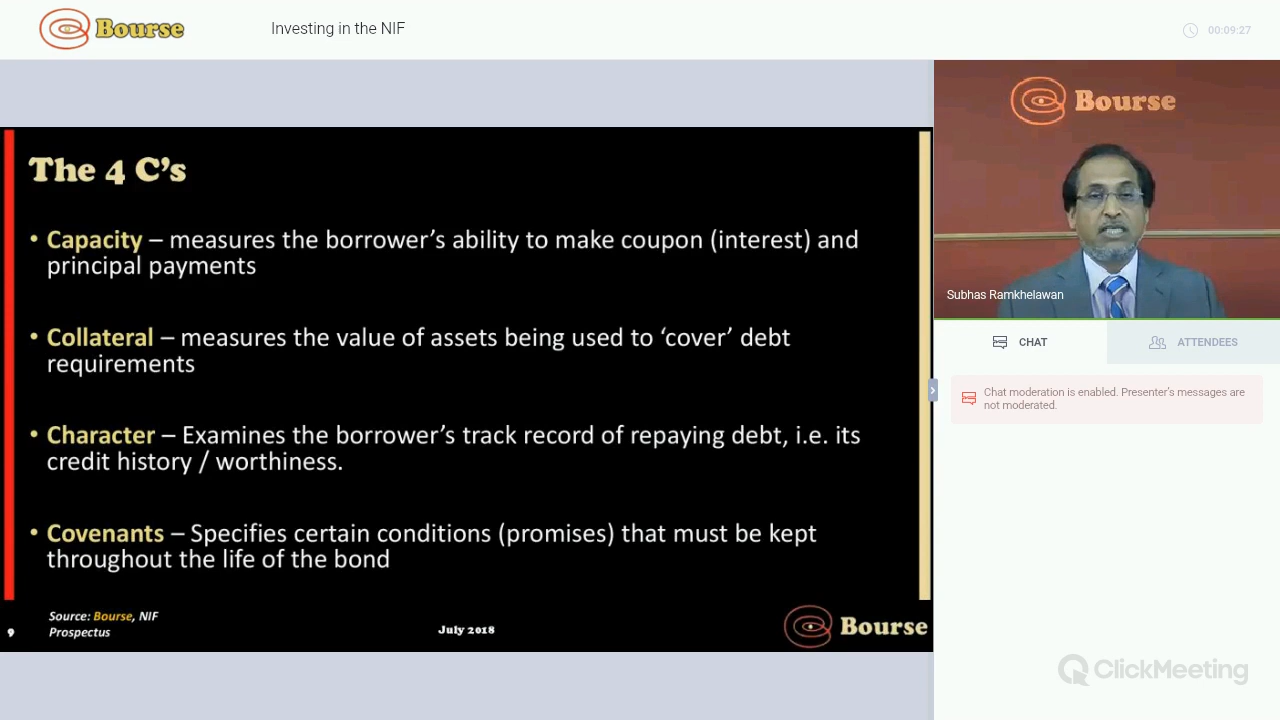 Bourse
Investing in the NIF
00:09:27
The 4 C's
• Capacity – measures the borrower's ability to make coupon (interest) and
principal payments
• Collateral – measures the value of assets being used to 'cover' debt
requirements
• Character – Examines the borrower's track record of repaying debt, i.e. its
credit history / worthiness.
• Covenants – Specifies certain conditions (promises) that must be kept
throughout the life of the bond
9
Source: Bourse, NIF
Prospectus
July 2018
Bourse
Bourse
Subhas Ramkhelawan
CHAT
ATTENDEES
Chat moderation is enabled. Presenter's messages are
not moderated.
ClickMeeting